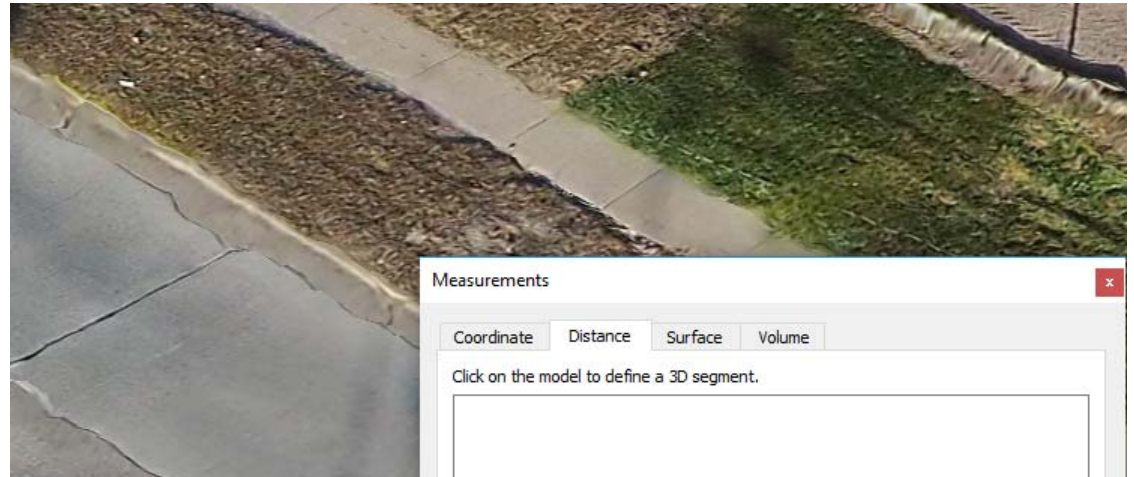 Measurements
x
Coordinate Distance Surface Volume
Click on the model to define a 3D segment.